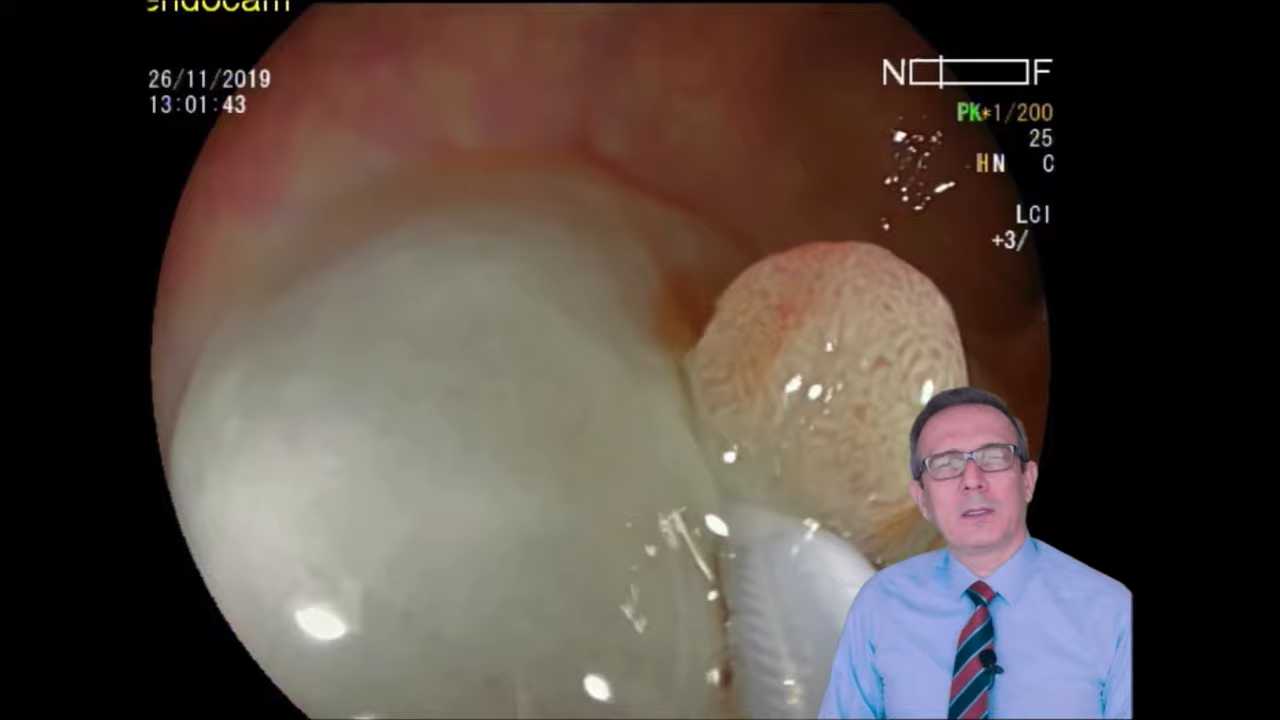 endocam
26/11/2019
13:01:43
N F
PK*1/200
25
HN C
LCI
+3/